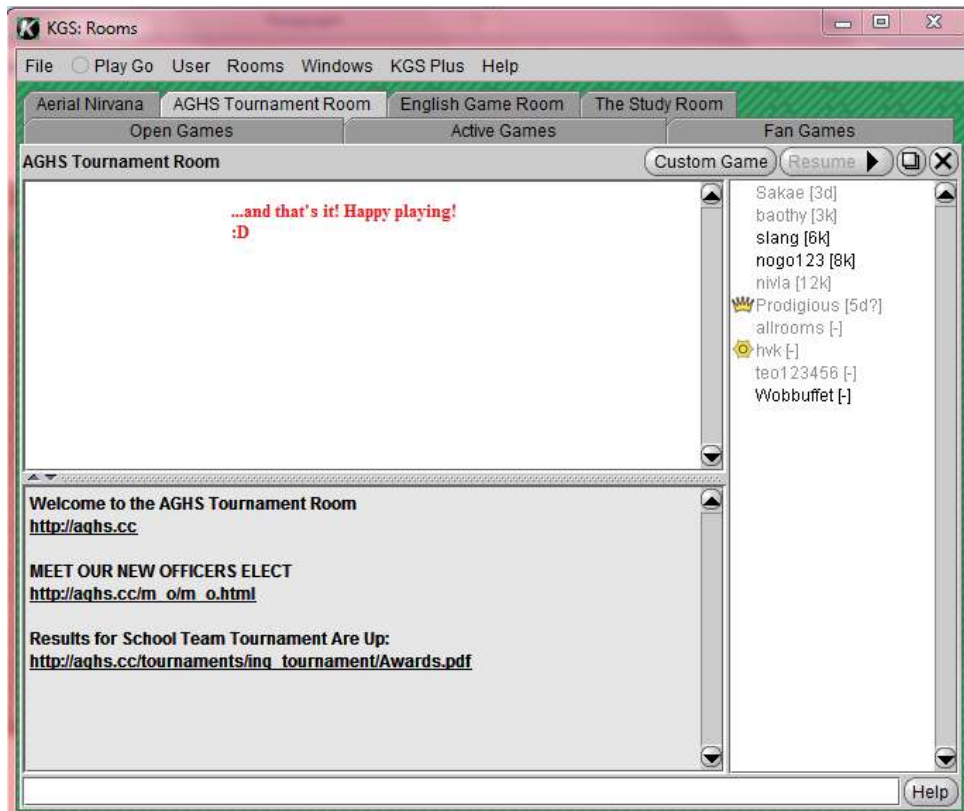 KGS: Rooms
File Play Go User Rooms Windows KGS Plus Help
Aerial Nirvana AGHS Tournament Room English Game Room The Study Room
Open Games Active Games Fan Games
AGHS Tournament Room Custom Game Resume
...and that's it! Happy playing!
:D
Sakae [3d]
baothy [3k]
slang [6k]
nogo123 [8k]
nivla [12k]
Prodigious [5d?]
allrooms [-]
hvk [-]
teo123456 [-]
Wobbuffet [-]
Welcome to the AGHS Tournament Room
http://aghs.cc
MEET OUR NEW OFFICERS ELECT
http://aghs.cc/m_o/m_o.html
Results for School Team Tournament Are Up:
http://aghs.cc/tournaments/ing_tournament/Awards.pdf
Help